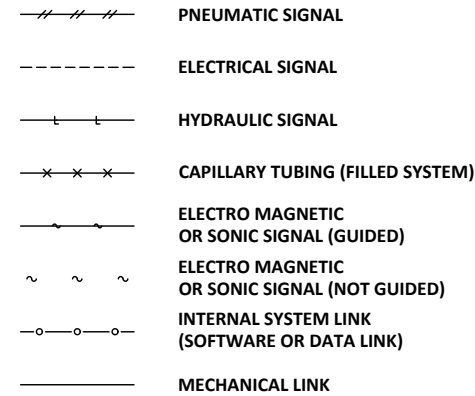 PNEUMATIC SIGNAL
ELECTRICAL SIGNAL
HYDRAULIC SIGNAL
CAPILLARY TUBING (FILLED SYSTEM)
ELECTRO MAGNETIC
OR SONIC SIGNAL (GUIDED)
ELECTRO MAGNETIC
OR SONIC SIGNAL (NOT GUIDED)
INTERNAL SYSTEM LINK
(SOFTWARE OR DATA LINK)
MECHANICAL LINK